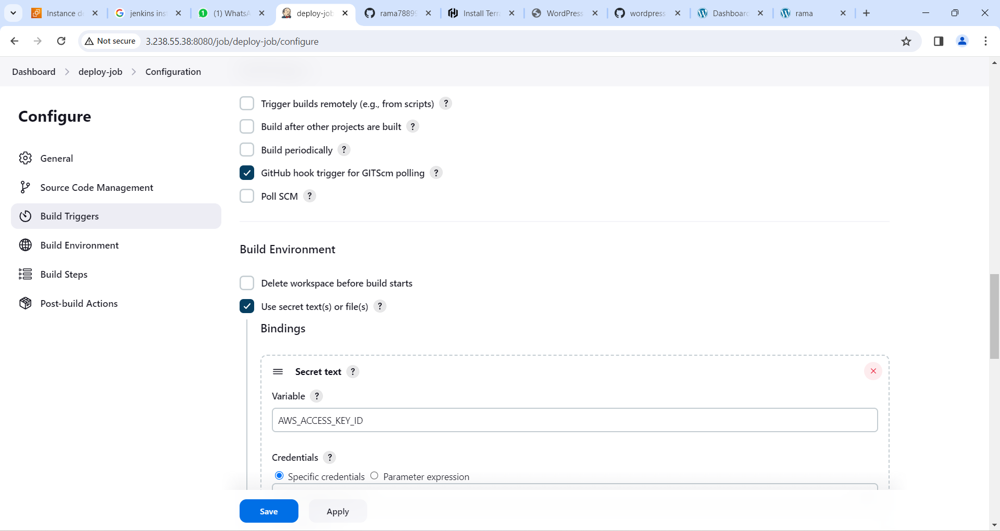 Instance de
jenkins inst
(1) WhatsA
deploy-job
rama78899
Install Terra
WordPress
wordpress
Dashboard
rama
Not secure
3.238.55.38:8080/job/deploy-job/configure
Dashboard
deploy-job
Configuration
Configure
General
Source Code Management
Build Triggers
Build Environment
Build Steps
Post-build Actions
Trigger builds remotely (e.g., from scripts) ?
Build after other projects are built ?
Build periodically ?
GitHub hook trigger for GITScm polling ?
Poll SCM ?
Build Environment
Delete workspace before build starts
Use secret text(s) or file(s) ?
Bindings
Secret text ?
Variable ?
AWS_ACCESS_KEY_ID
Credentials ?
Specific credentials Parameter expression
Save Apply